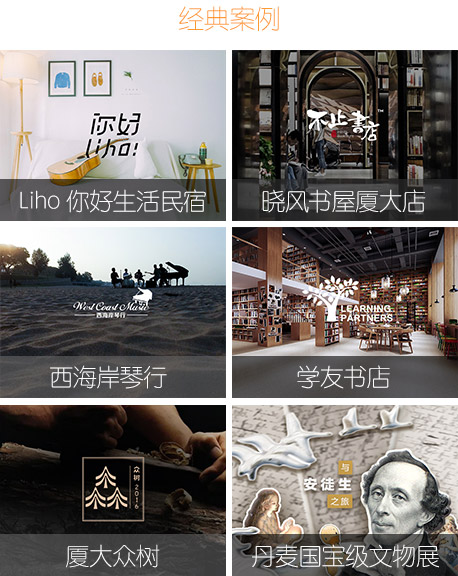 经典案例
你好
Liho!
Liho 你好生活民宿
不止書店
TM
晓风书屋厦大店
West Coast Music
西海岸琴行
西海岸琴行
LEARNING
PARTNERS
学友书店
众树
2016
厦大众树
与
安徒生
之旅
丹麦国宝级文物展